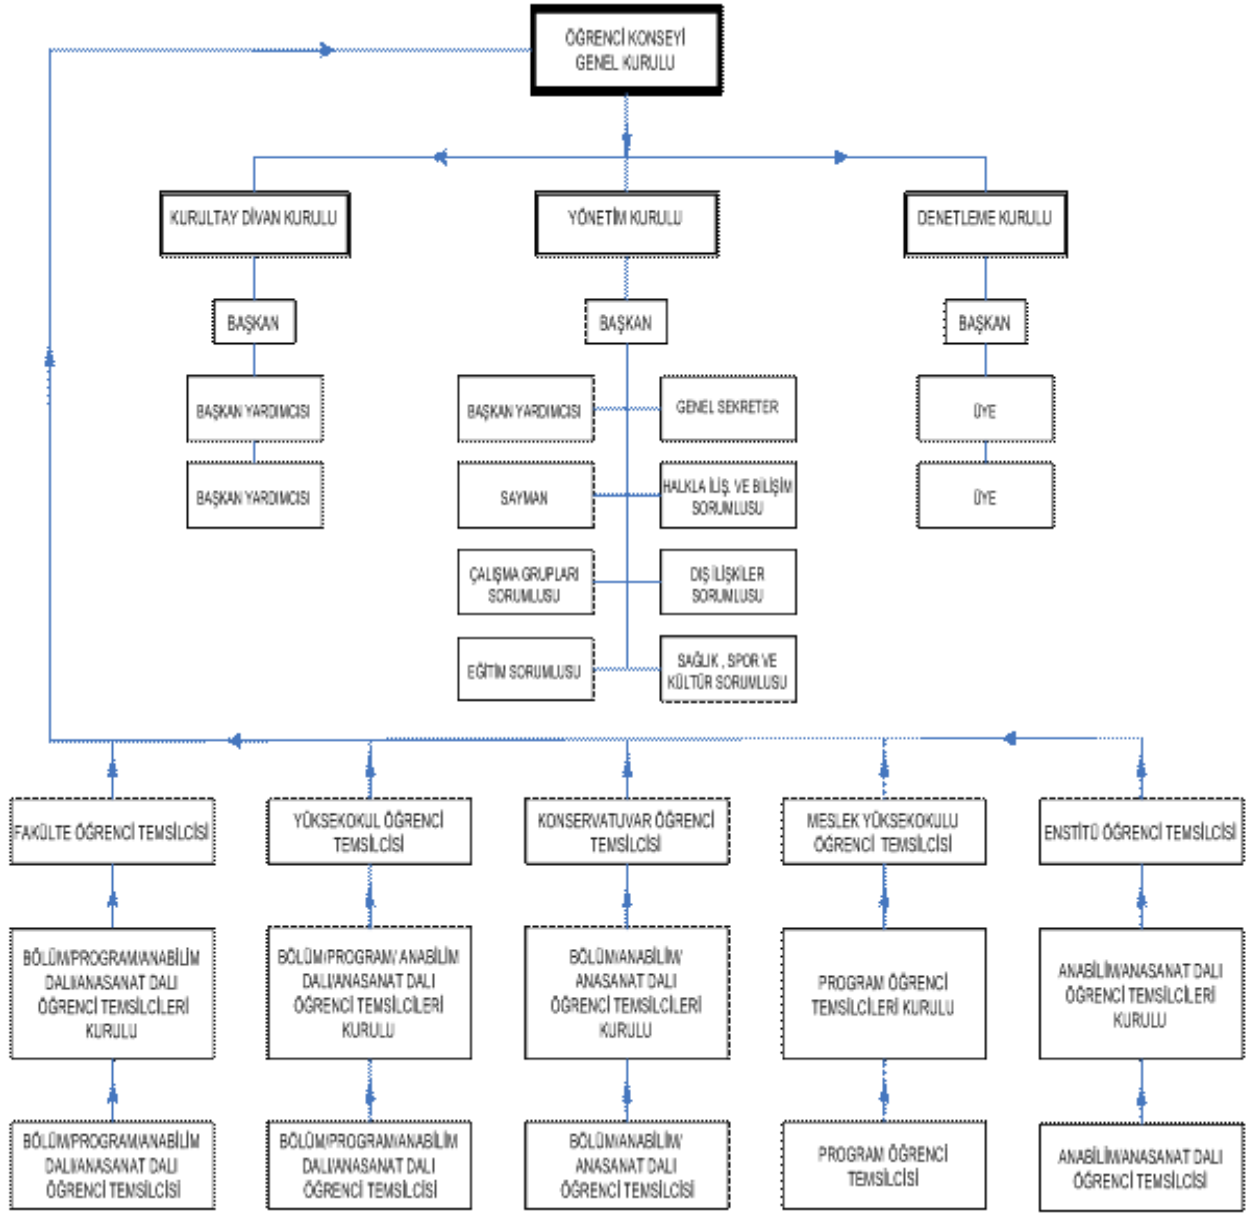 ÖĞRENCİ KONSEYİ
GENEL KURULU
KURULTAY DİVAN KURULU
YÖNETİM KURULU
DENETLEME KURULU
BAŞKAN
BAŞKAN
BAŞKAN
BAŞKAN YARDIMCISI
BAŞKAN YARDIMCISI
GENEL SEKRETER
ÜYE
BAŞKAN YARDIMCISI
SAYMAN
HALKLA İLİŞ. VE BİLİŞİM
SORUMLUSU
ÜYE
ÇALIŞMA GRUPLARI
SORUMLUSU
DIŞ İLİŞKİLER
SORUMLUSU
EĞİTİM SORUMLUSU
SAĞLIK , SPOR VE
KÜLTÜR SORUMLUSU
FAKÜLTE ÖĞRENCİ TEMSİLCİSİ
YÜKSEKOKUL ÖĞRENCİ
TEMSİLCİSİ
KONSERVATUVAR ÖĞRENCİ
TEMSİLCİSİ
MESLEK YÜKSEKOKULU
ÖĞRENCİ TEMSİLCİSİ
ENSTİTÜ ÖĞRENCİ TEMSİLCİSİ
BÖLÜM/PROGRAM/ANABİLİM
DALI/ANASANAT DALI
ÖĞRENCİ TEMSİLCİLERİ
KURULU
BÖLÜM/PROGRAM/ ANABİLİM
DALI/ANASANAT DALI
ÖĞRENCİ TEMSİLCİLERİ
KURULU
BÖLÜM/ANABİLİM/
ANASANAT DALI
ÖĞRENCİ TEMSİLCİLERİ
KURULU
PROGRAM ÖĞRENCİ
TEMSİLCİLERİ KURULU
ANABİLİM/ANASANAT DALI
ÖĞRENCİ TEMSİLCİLERİ
KURULU
BÖLÜM/PROGRAM/ANABİLİM
DALI/ANASANAT DALI
ÖĞRENCİ TEMSİLCİSİ
BÖLÜM/PROGRAM/ANABİLİM
DALI/ANASANAT DALI
ÖĞRENCİ TEMSİLCİSİ
BÖLÜM/ANABİLİM/
ANASANAT DALI
ÖĞRENCİ TEMSİLCİSİ
PROGRAM ÖĞRENCİ
TEMSİLCİSİ
ANABİLİM/ANASANAT DALI
ÖĞRENCİ TEMSİLCİSİ